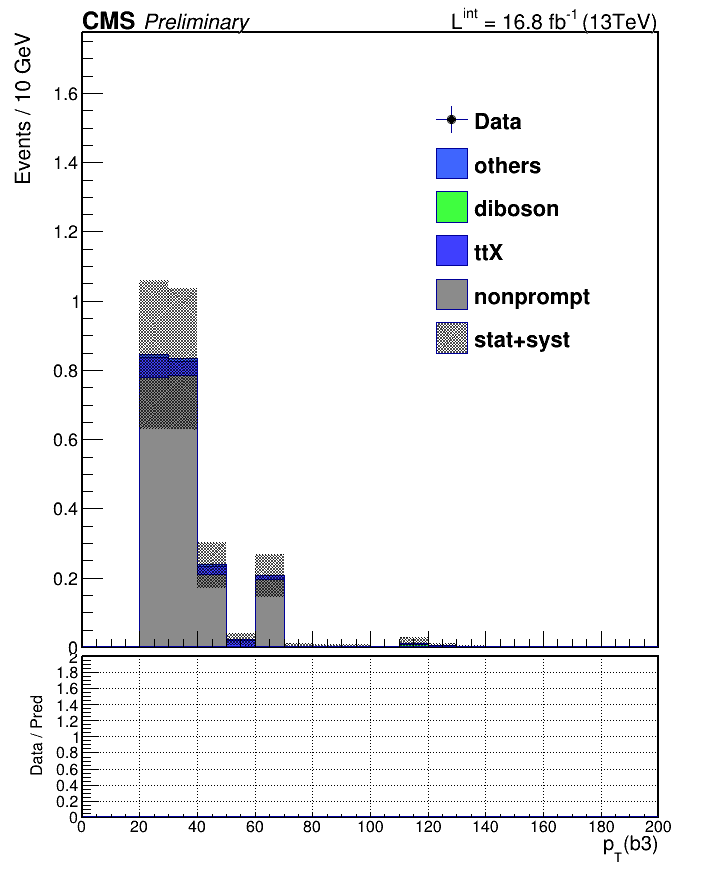 CMS Preliminary
L^int = 16.8 fb^-1 (13TeV)
Events / 10 GeV
1.6
1.4
1.2
1
0.8
0.6
0.4
0.2
0
Data
others
diboson
ttX
nonprompt
stat+syst
Data / Pred
2
1.8
1.6
1.4
1.2
1
0.8
0.6
0.4
0.2
0
0 20 40 60 80 100 120 140 160 180 200
p_T(b3)